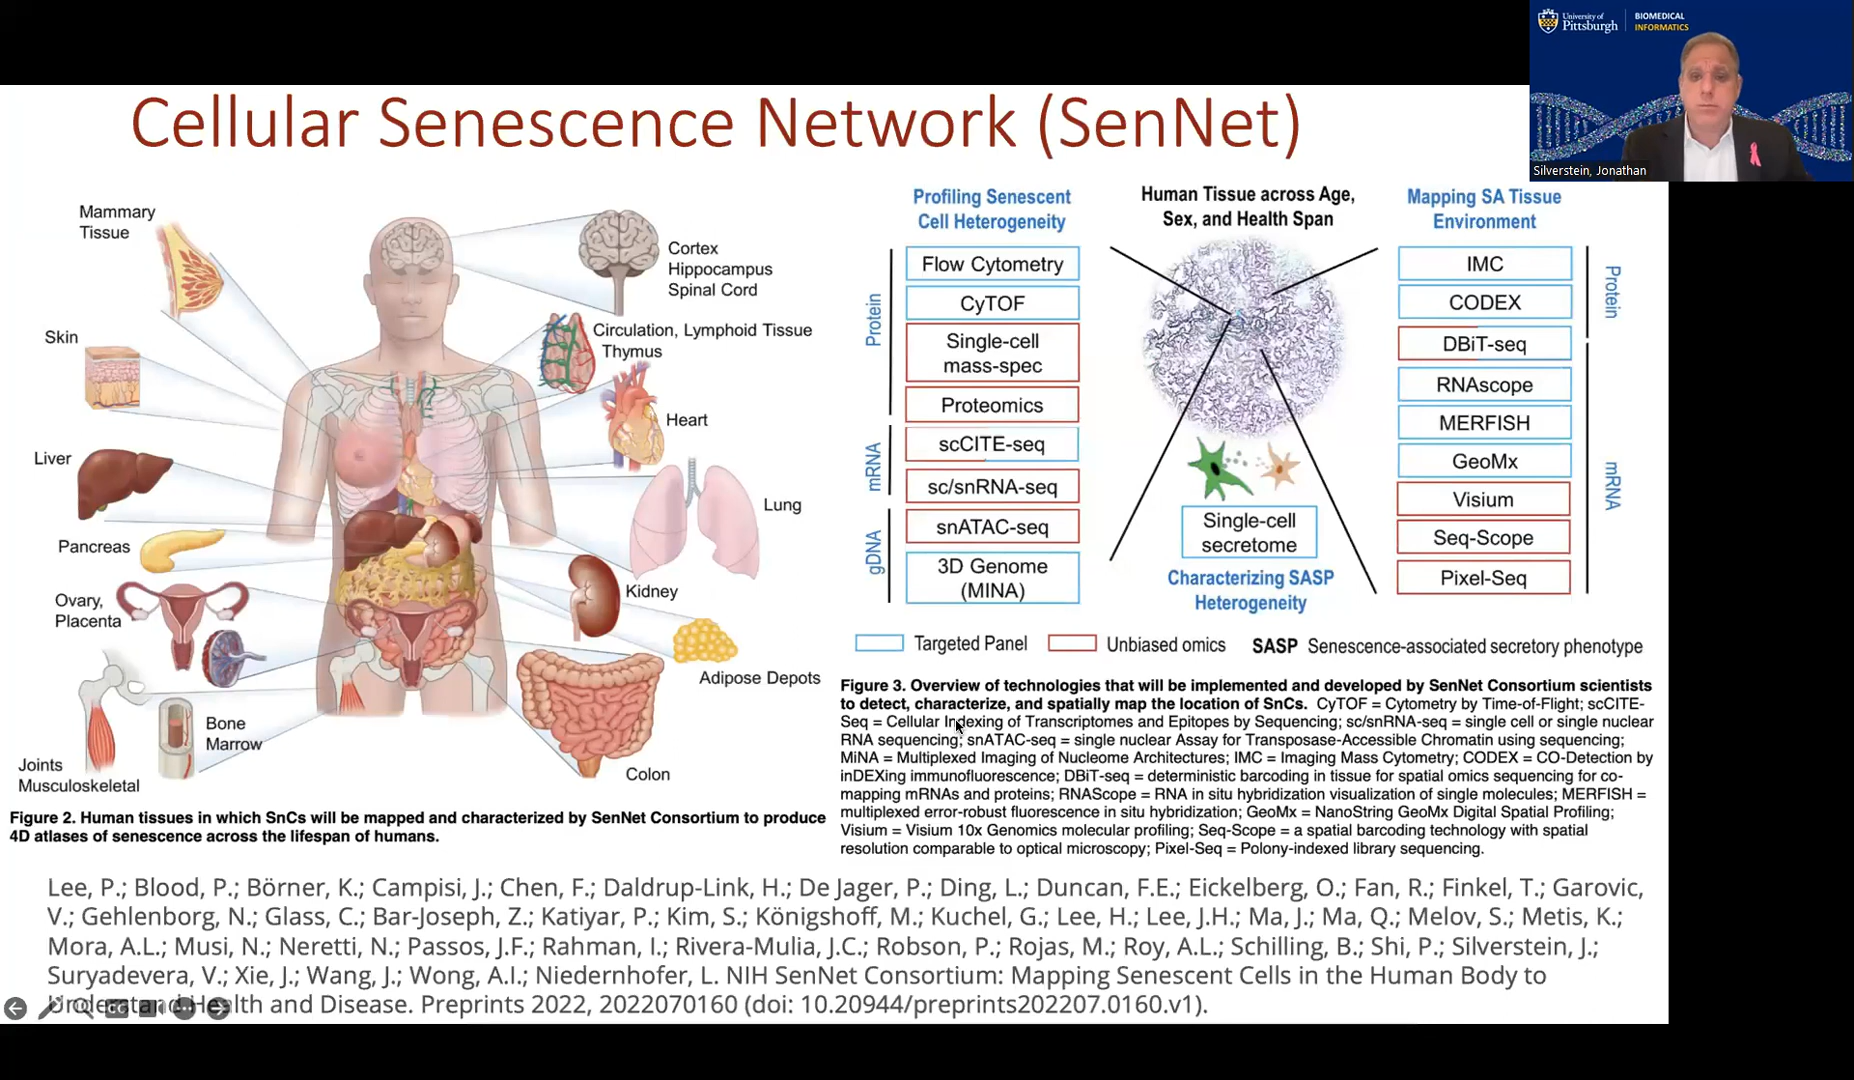 University of
Pittsburgh
BIOMEDICAL
INFORMATICS
Silverstein, Jonathan
Cellular Senescence Network (SenNet)
Mammary
Tissue
Skin
Liver
Pancreas
Ovary,
Placenta
Joints
Musculoskeletal
Bone
Marrow
Cortex
Hippocampus
Spinal Cord
Circulation, Lymphoid Tissue
Thymus
Heart
Lung
Kidney
Adipose Depots
Colon
Figure 2. Human tissues in which SnCs will be mapped and characterized by SenNet Consortium to produce
4D atlases of senescence across the lifespan of humans.
Profiling Senescent
Cell Heterogeneity
Protein
Flow Cytometry
CyTOF
Single-cell
mass-spec
Proteomics
mRNA
scCITE-seq
sc/snRNA-seq
gDNA
snATAC-seq
3D Genome
(MINA)
Human Tissue across Age,
Sex, and Health Span
Single-cell
secretome
Characterizing SASP
Heterogeneity
Mapping SA Tissue
Environment
IMC
CODEX
DBiT-seq
RNAscope
MERFISH
GeoMx
Visium
Seq-Scope
Pixel-Seq
Protein
mRNA
Targeted Panel
Unbiased omics
SASP Senescence-associated secretory phenotype
Figure 3. Overview of technologies that will be implemented and developed by SenNet Consortium scientists
to detect, characterize, and spatially map the location of SnCs. CyTOF = Cytometry by Time-of-Flight; scCITE-
Seq = Cellular Indexing of Transcriptomes and Epitopes by Sequencing; sc/snRNA-seq = single cell or single nuclear
RNA sequencing; snATAC-seq = single nuclear Assay for Transposase-Accessible Chromatin using sequencing;
MiNA = Multiplexed Imaging of Nucleome Architectures; IMC = Imaging Mass Cytometry; CODEX = CO-Detection by
inDEXing immunofluorescence; DBiT-seq = deterministic barcoding in tissue for spatial omics sequencing for co-
mapping mRNAs and proteins; RNAScope = RNA in situ hybridization visualization of single molecules; MERFISH =
multiplexed error-robust fluorescence in situ hybridization; GeoMx = NanoString GeoMx Digital Spatial Profiling;
Visium = Visium 10x Genomics molecular profiling; Seq-Scope = a spatial barcoding technology with spatial
resolution comparable to optical microscopy; Pixel-Seq = Polony-indexed library sequencing.
Lee, P.; Blood, P.; Börner, K.; Campisi, J.; Chen, F.; Daldrup-Link, H.; De Jager, P.; Ding, L.; Duncan, F.E.; Eickelberg, O.; Fan, R.; Finkel, T.; Garovic,
V.; Gehlenborg, N.; Glass, C.; Bar-Joseph, Z.; Katiyar, P.; Kim, S.; Königshoff, M.; Kuchel, G.; Lee, H.; Lee, J.H.; Ma, J.; Ma, Q.; Melov, S.; Metis, K.;
Mora, A.L.; Musi, N.; Neretti, N.; Passos, J.F.; Rahman, I.; Rivera-Mulia, J.C.; Robson, P.; Rojas, M.; Roy, A.L.; Schilling, B.; Shi, P.; Silverstein, J.;
Suryadevera, V.; Xie, J.; Wang, J.; Wong, A.I.; Niedernhofer, L. NIH SenNet Consortium: Mapping Senescent Cells in the Human Body to
Understand Health and Disease. Preprints 2022, 2022070160 (doi: 10.20944/preprints202207.0160.v1).